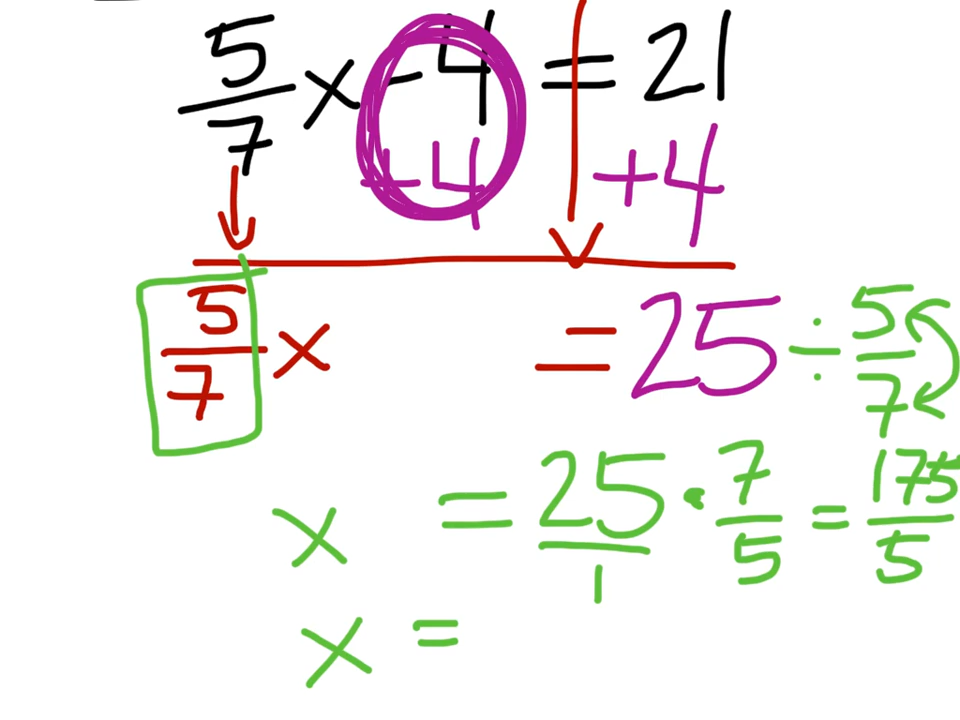 5/7 x - 4 = 21
+ 4 + 4
5/7 x = 25 ÷ 5/7
x = 25/1 · 7/5 = 175/5
x =